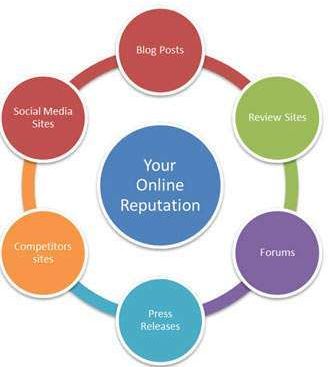 Blog Posts
Social Media
Sites
Review Sites
Your
Online
Reputation
Competitors
sites
Forums
Press
Releases